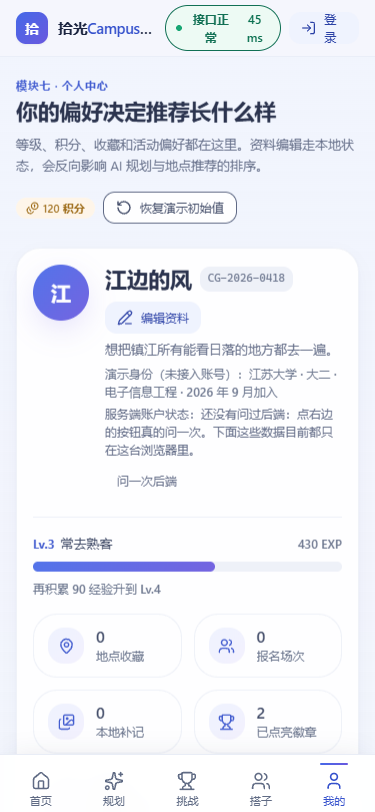 拾
拾光Campus...
接口正常
45 ms
登录
模块七 · 个人中心
你的偏好决定推荐长什么样
等级、积分、收藏和活动偏好都在这里。资料编辑走本地状
态，会反向影响 AI 规划与地点推荐的排序。
120 积分
恢复演示初始值
江
江边的风
CG-2026-0418
编辑资料
想把镇江所有能看日落的地方都去一遍。
演示身份（未接入账号）：江苏大学 · 大二 ·
电子信息工程 · 2026 年 9 月加入
服务端账户状态：还没有问过后端：点右边
的按钮真的问一次。下面这些数据目前都只
在这台浏览器里。
问一次后端
Lv.3 常去熟客
430 EXP
再积累 90 经验升到 Lv.4
0
地点收藏
0
报名场次
0
本地补记
2
已点亮徽章
首页
规划
挑战
搭子
我的